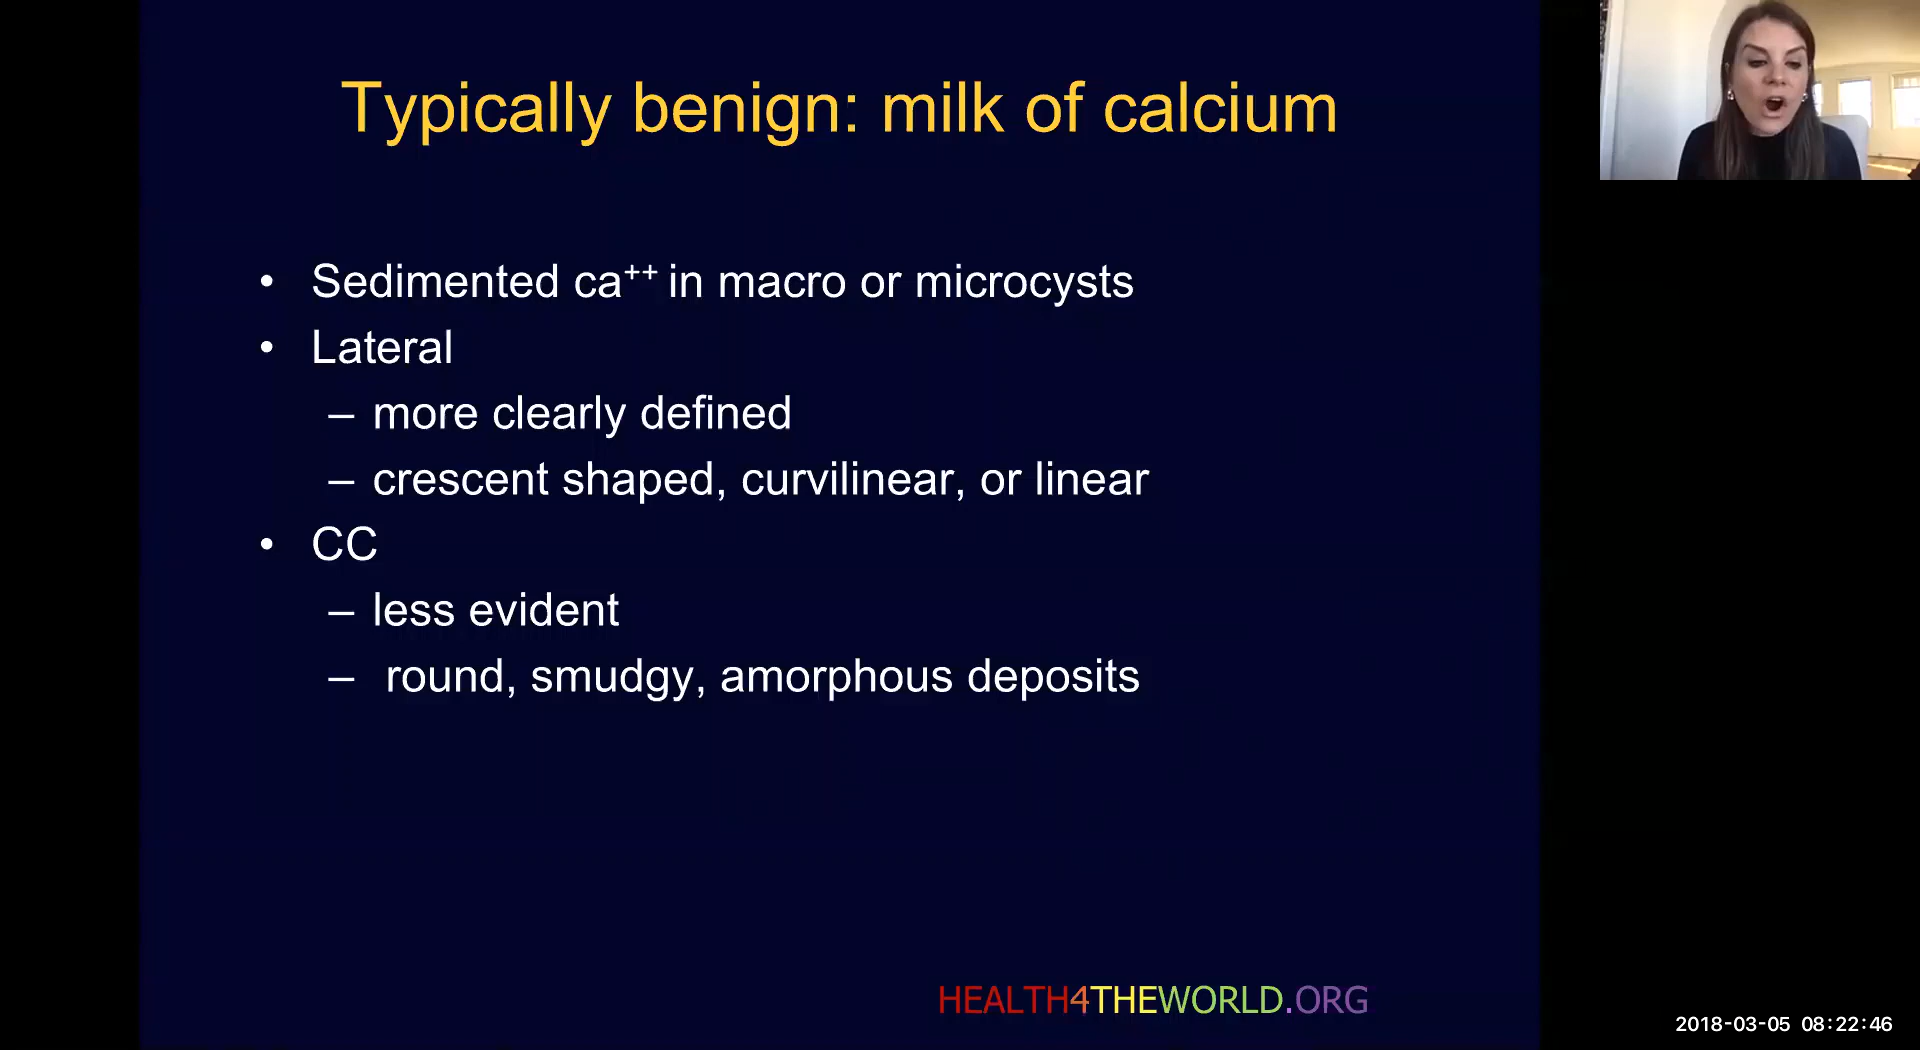 Typically benign: milk of calcium
• Sedimented ca++ in macro or microcysts
• Lateral
– more clearly defined
– crescent shaped, curvilinear, or linear
• CC
– less evident
– round, smudgy, amorphous deposits
HEALTH4THEWORLD.ORG
2018-03-05 08:22:46